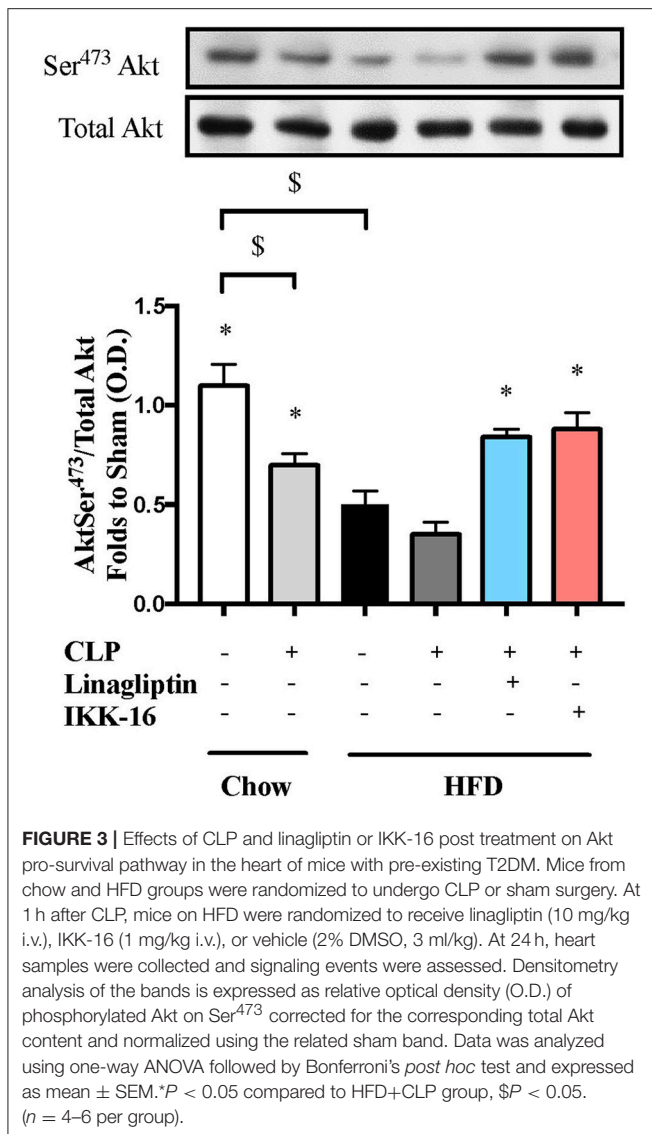 Ser473 Akt
Total Akt
$
$
1.5
1.0
0.5
0.0
* * * *
AktSer473/Total Akt
Folds to Sham (O.D.)
CLP - + - + + +
Linagliptin - - - - + -
IKK-16 - - - - - +
Chow HFD
FIGURE 3 | Effects of CLP and linagliptin or IKK-16 post treatment on Akt
pro-survival pathway in the heart of mice with pre-existing T2DM. Mice from
chow and HFD groups were randomized to undergo CLP or sham surgery. At
1 h after CLP, mice on HFD were randomized to receive linagliptin (10 mg/kg
i.v.), IKK-16 (1 mg/kg i.v.), or vehicle (2% DMSO, 3 ml/kg). At 24 h, heart
samples were collected and signaling events were assessed. Densitometry
analysis of the bands is expressed as relative optical density (O.D.) of
phosphorylated Akt on Ser473 corrected for the corresponding total Akt
content and normalized using the related sham band. Data was analyzed
using one-way ANOVA followed by Bonferroni's post hoc test and expressed
as mean ± SEM.*P < 0.05 compared to HFD+CLP group, $P < 0.05.
(n = 4–6 per group).